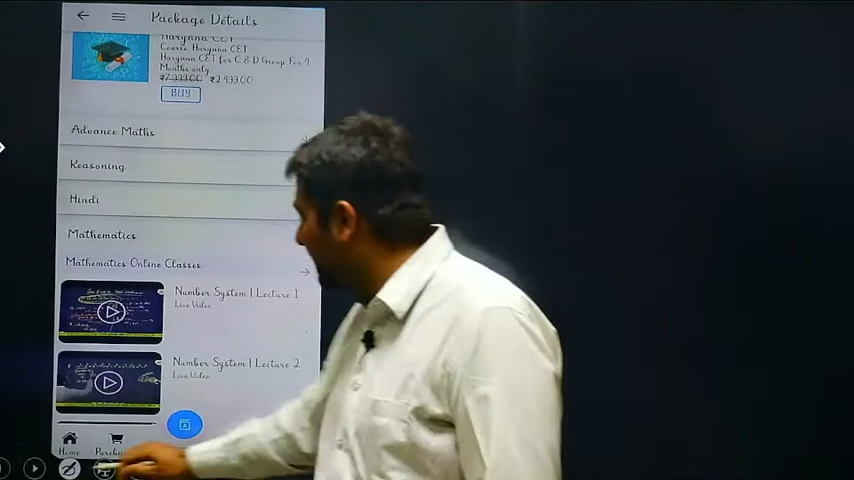 Package Details
Haryana CET
Course Haryana CET
Haryana CET for C & D Group For 4
Months only
₹7,999.00 ₹2,499.00
BUY
Advance Maths
Reasoning
Hindi
Mathematics
Mathematics Online Classes
Number System | Lecture 1
Live Video
Number System | Lecture 2
Live Video
Home